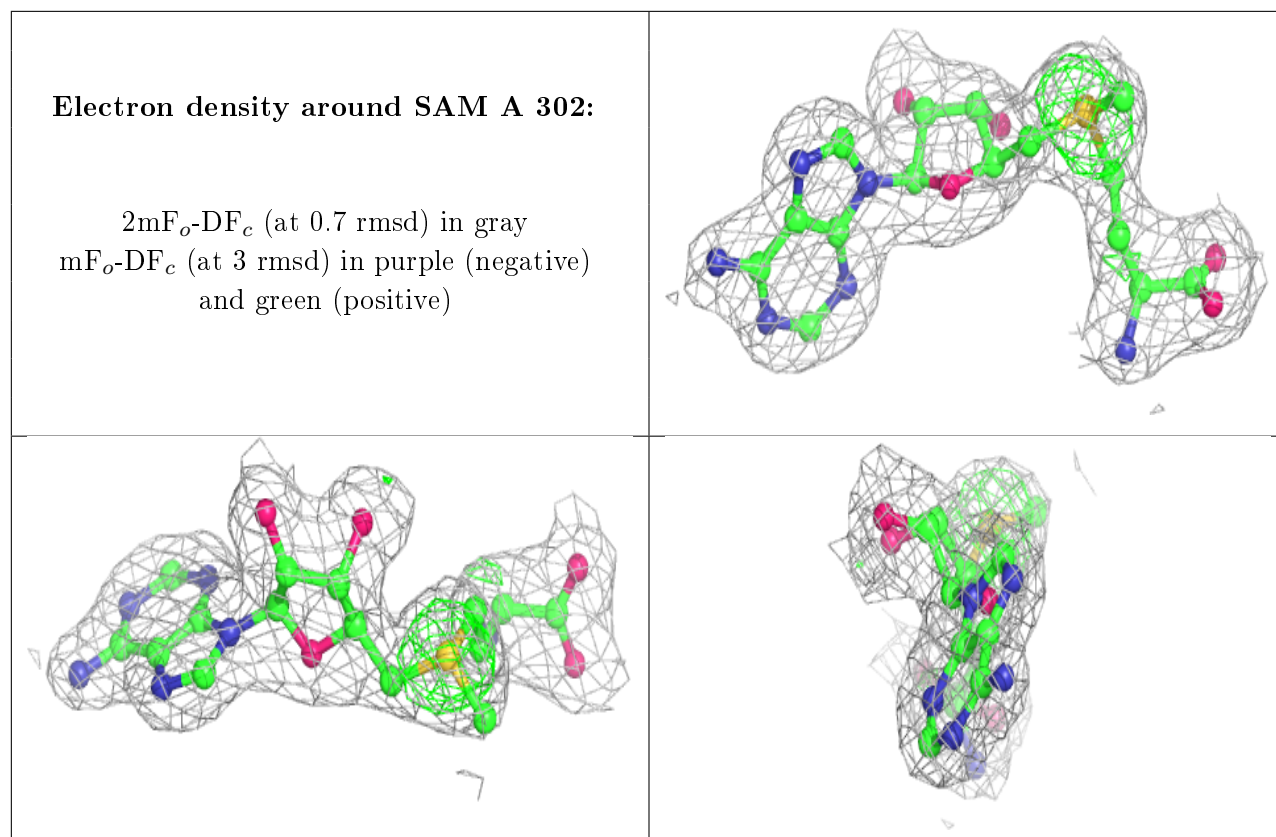 Electron density around SAM A 302:
2mFo-DFc (at 0.7 rmsd) in gray
mFo-DFc (at 3 rmsd) in purple (negative)
and green (positive)